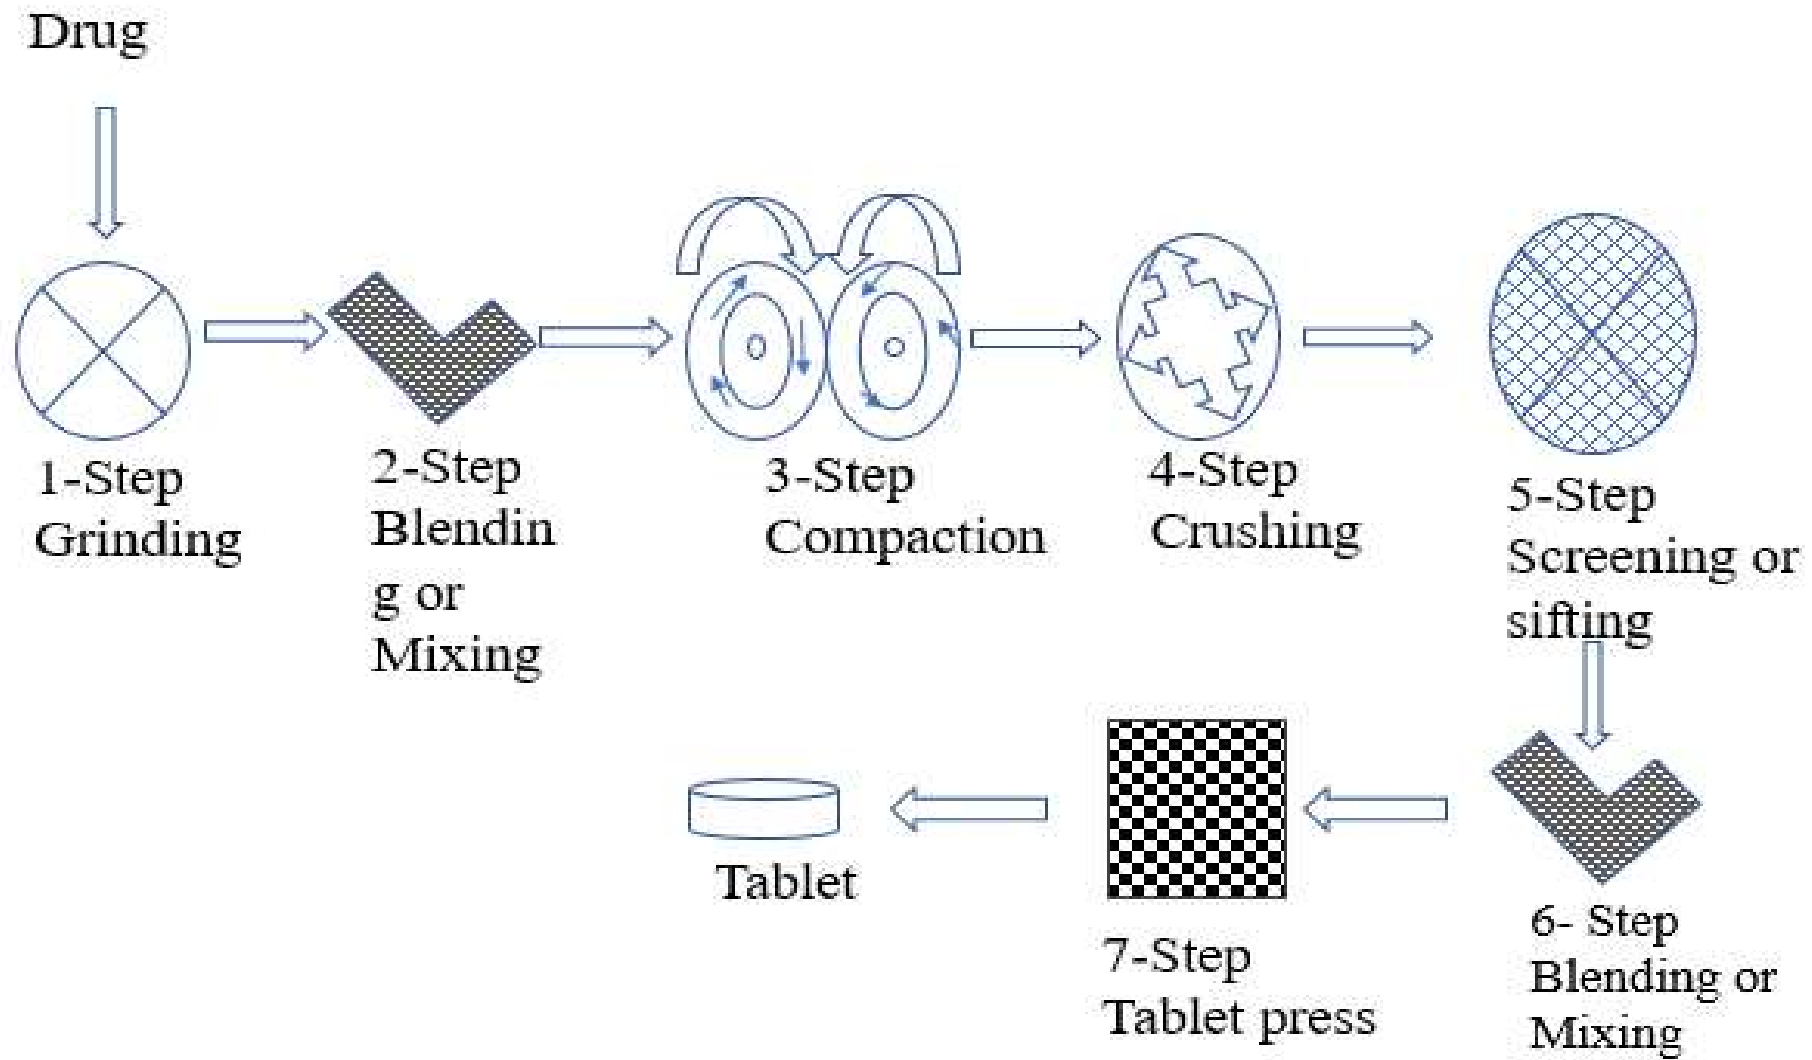 Drug
1-Step
Grinding
2-Step
Blendin
g or
Mixing
3-Step
Compaction
4-Step
Crushing
5-Step
Screening or
sifting
6- Step
Blending or
Mixing
7-Step
Tablet press
Tablet